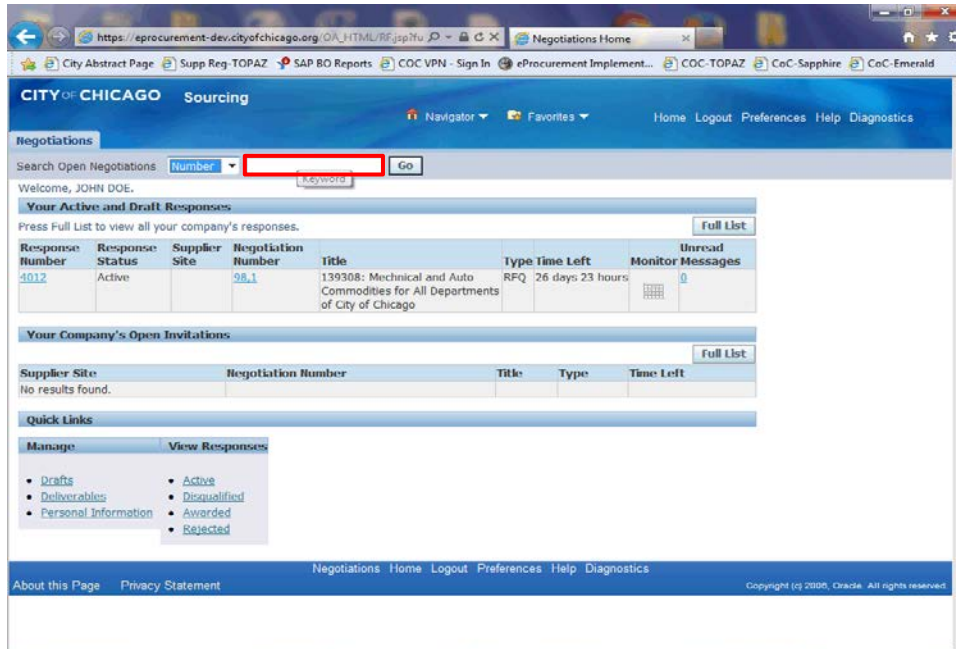 https://eprocurement-dev.cityofchicago.org/OA_HTML/RF.jsp?fu
Negotiations Home
City Abstract Page Supp Reg-TOPAZ SAP BO Reports COC VPN - Sign In eProcurement Implement... COC-TOPAZ CoC-Sapphire CoC-Emerald
CITY OF CHICAGO Sourcing
Navigator Favorites Home Logout Preferences Help Diagnostics
Negotiations
Search Open Negotiations Number Go
Keyword
Welcome, JOHN DOE.
Your Active and Draft Responses
Press Full List to view all your company's responses. Full List
Response Number Response Status Supplier Site Negotiation Number Title Type Time Left Monitor Unread Messages
4012 Active 98,1 139308: Mechnical and Auto RFQ 26 days 23 hours 0
Commodities for All Departments
of City of Chicago
Your Company's Open Invitations
Full List
Supplier Site Negotiation Number Title Type Time Left
No results found.
Quick Links
Manage View Responses
Drafts Active
Deliverables Disqualified
Personal Information Awarded
Rejected
Negotiations Home Logout Preferences Help Diagnostics
About this Page Privacy Statement Copyright (c) 2006, Oracle. All rights reserved.